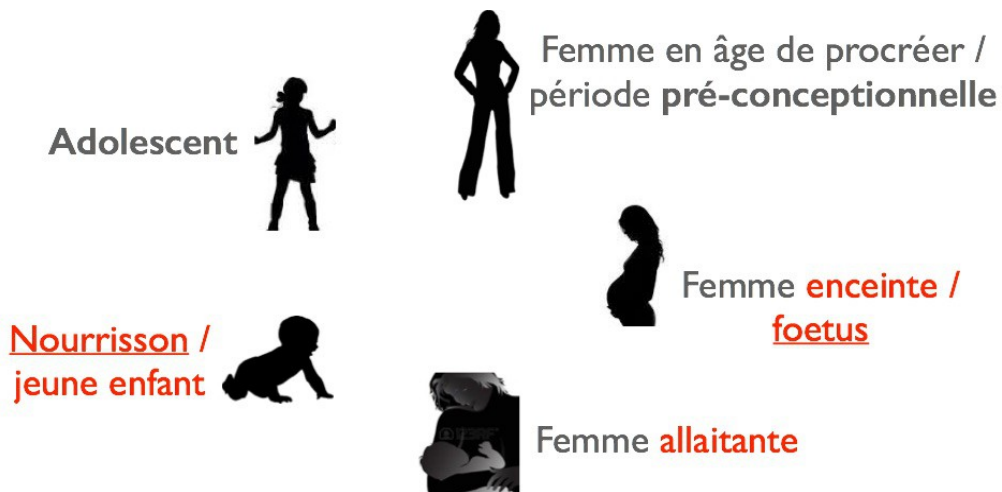 Femme en âge de procréer /
période pré-conceptionnelle
Adolescent
Femme enceinte /
foetus
Nourrisson /
jeune enfant
Femme allaitante